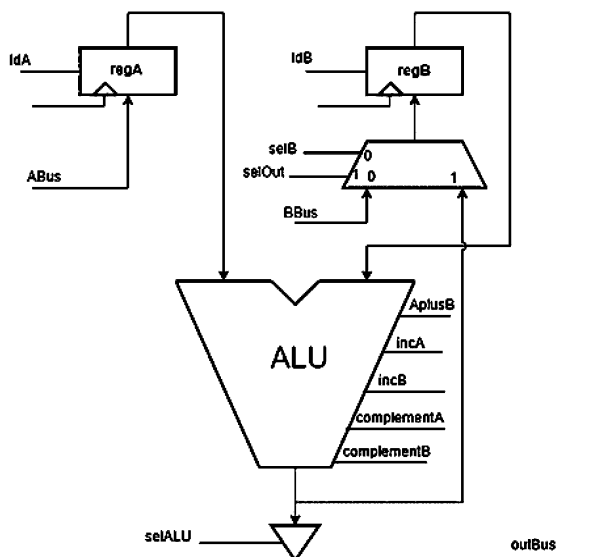 ldA
regA
ldB
regB
selB
0
selOut
1 0
1
ABus
BBus
AplusB
ALU
incA
incB
complementA
complementB
selALU
outBus